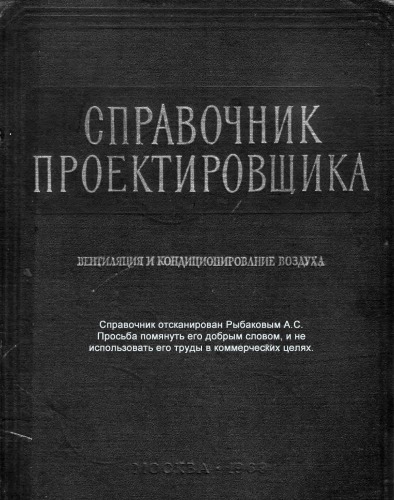 СПРАВОЧНИК
ПРОЕКТИРОВЩИКА
ВЕНТИЛЯЦИЯ И КОНДИЦИОНИРОВАНИЕ ВОЗДУХА
Справочник отсканирован Рыбаковым А.С.
Просьба помянуть его добрым словом, и не
использовать его труды в коммерческих целях.
МОСКВА ·